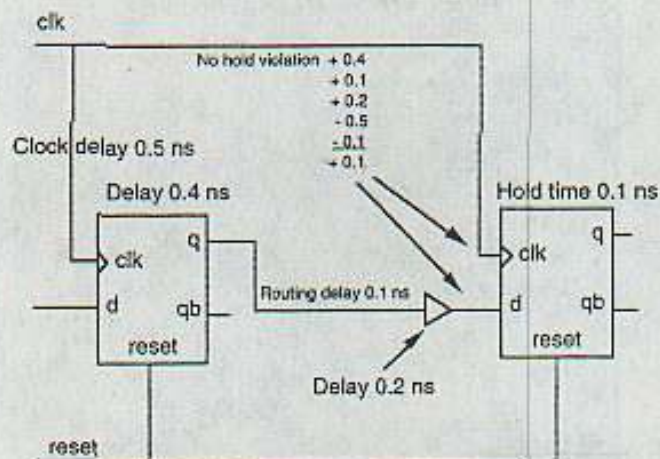 clk
No hold violation + 0.4
+ 0.1
+ 0.2
- 0.5
- 0.1
+ 0.1
Clock delay 0.5 ns
Delay 0.4 ns
Hold time 0.1 ns
q
clk
d
qb
reset
Routing delay 0.1 ns
q
clk
d
qb
reset
Delay 0.2 ns
reset